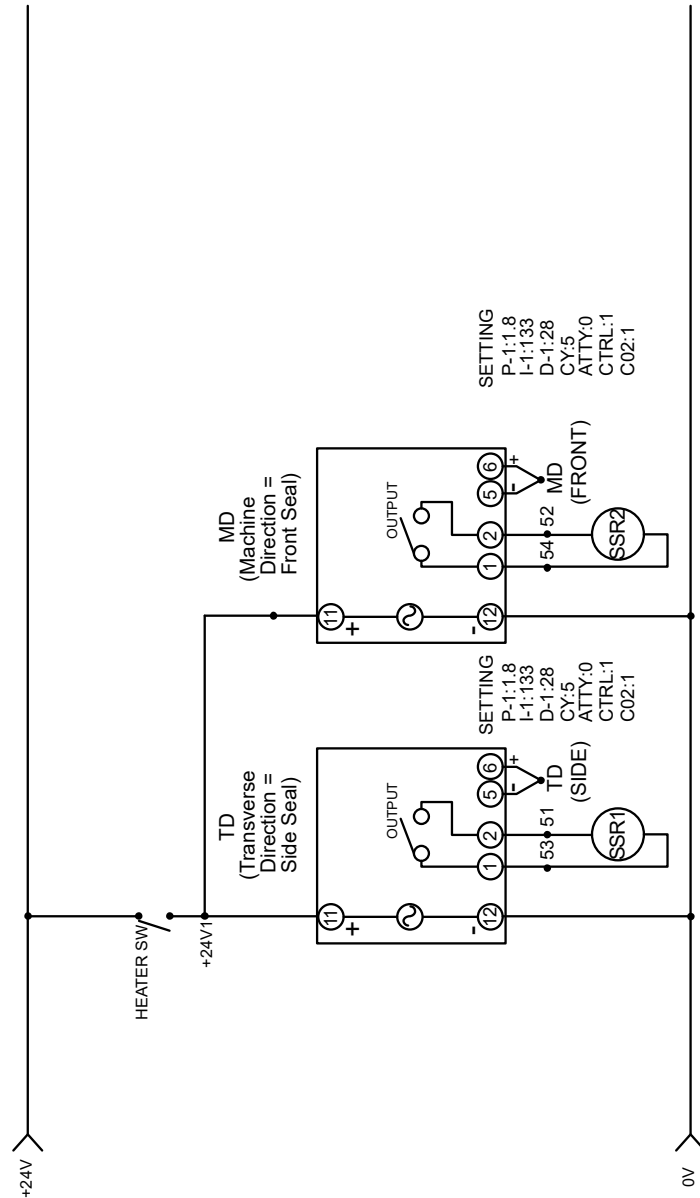 +24V
HEATER SW
+24V1
TD
(Transverse
Direction =
Side Seal)
11
+
-
12
OUTPUT
1
2
5
6
-
+
53
51
TD
(SIDE)
SSR1
SETTING
P-1:1.8
I-1:133
D-1:28
CY:5
ATTY:0
CTRL:1
C02:1
MD
(Machine
Direction =
Front Seal)
11
+
-
12
OUTPUT
1
2
5
6
-
+
54
52
MD
(FRONT)
SSR2
SETTING
P-1:1.8
I-1:133
D-1:28
CY:5
ATTY:0
CTRL:1
C02:1
0V